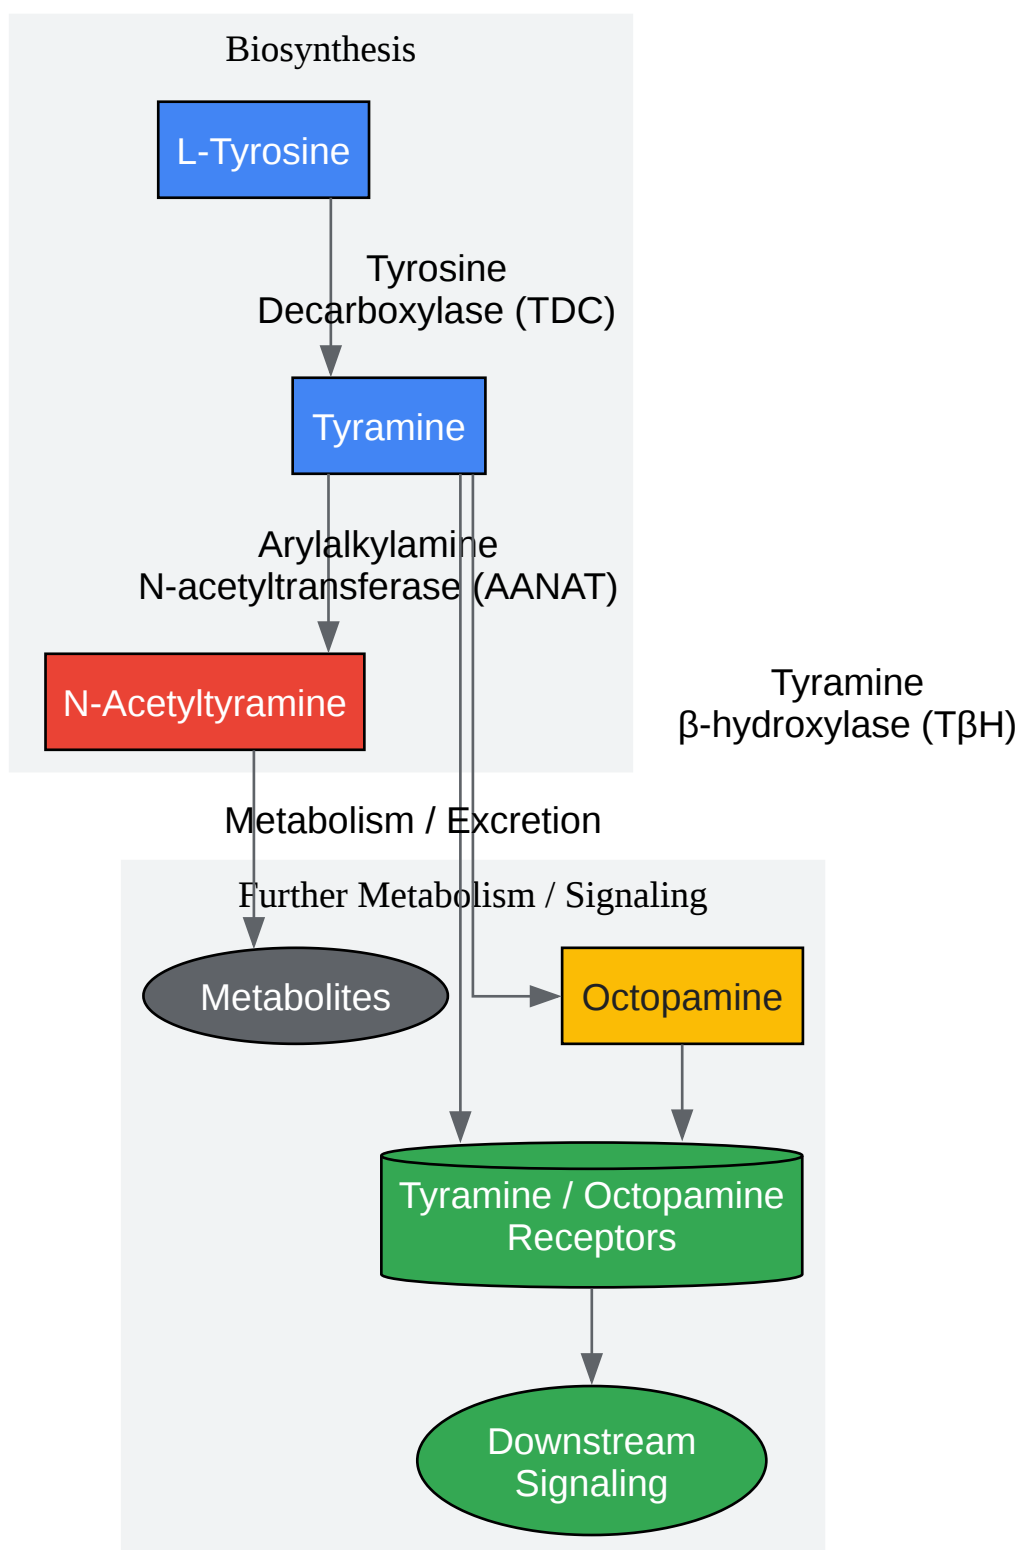 Biosynthesis
L-Tyrosine
Tyrosine
Decarboxylase (TDC)
Tyramine
Arylalkylamine
N-acetyltransferase (AANAT)
N-Acetyltyramine
Tyramine
β-hydroxylase (TβH)
Metabolism / Excretion
Further Metabolism / Signaling
Metabolites
Octopamine
Tyramine / Octopamine
Receptors
Downstream
Signaling